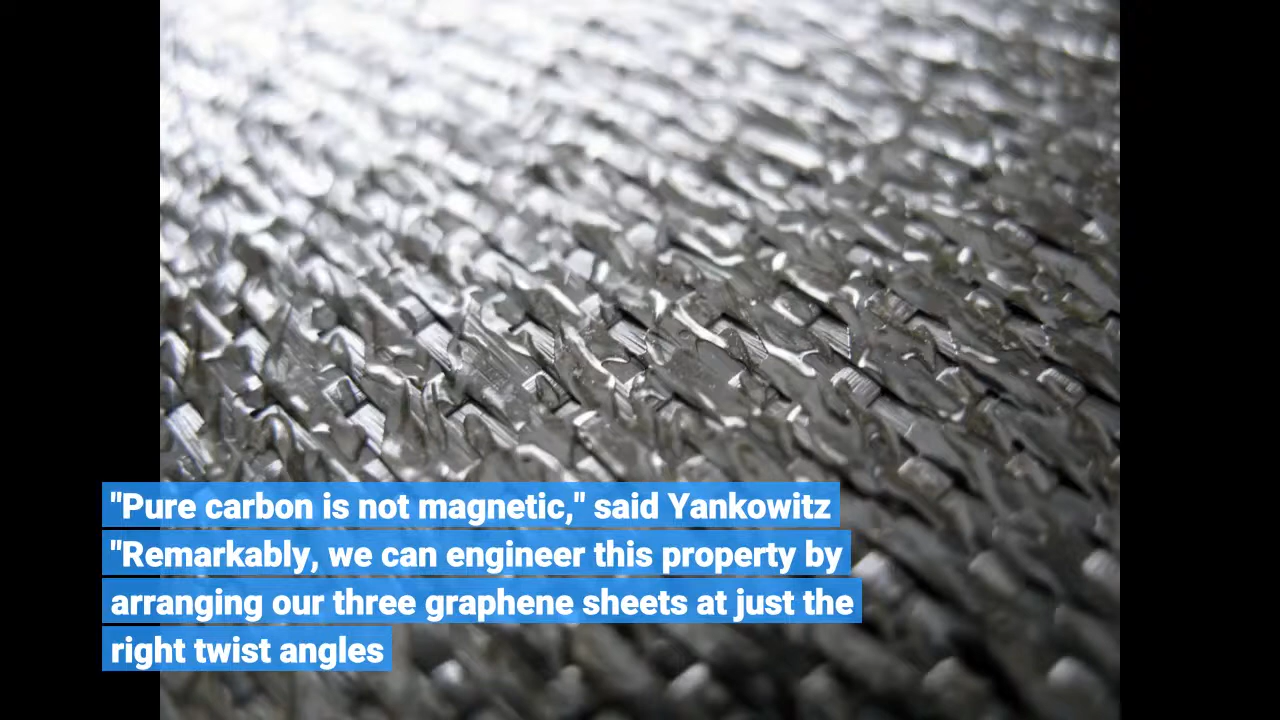 "Pure carbon is not magnetic," said Yankowitz
"Remarkably, we can engineer this property by
arranging our three graphene sheets at just the
right twist angles